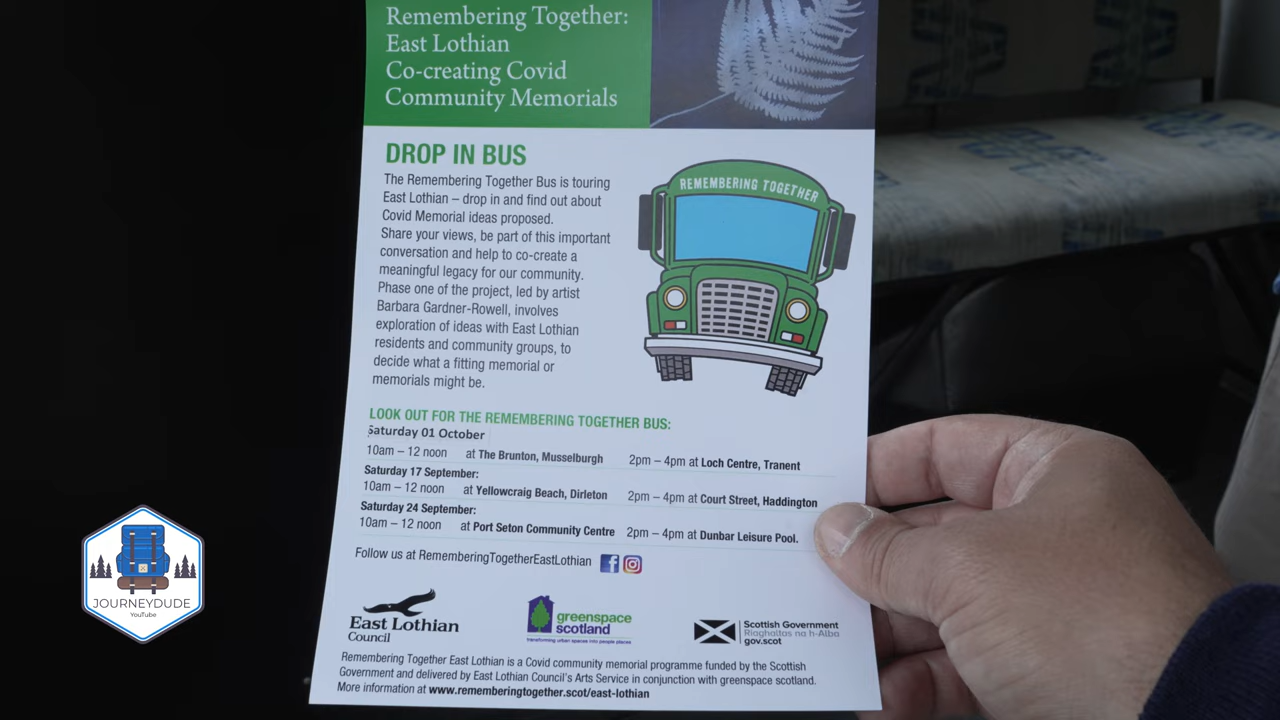 Remembering Together:
East Lothian
Co-creating Covid
Community Memorials
DROP IN BUS
The Remembering Together Bus is touring
East Lothian – drop in and find out about
Covid Memorial ideas proposed.
Share your views, be part of this important
conversation and help to co-create a
meaningful legacy for our community.
Phase one of the project, led by artist
Barbara Gardner-Rowell, involves
exploration of ideas with East Lothian
residents and community groups, to
decide what a fitting memorial or
memorials might be.
REMEMBERING TOGETHER
LOOK OUT FOR THE REMEMBERING TOGETHER BUS:
Saturday 01 October
10am – 12 noon at The Brunton, Musselburgh 2pm – 4pm at Loch Centre, Tranent
Saturday 17 September:
10am – 12 noon at Yellowcraig Beach, Dirleton 2pm – 4pm at Court Street, Haddington
Saturday 24 September:
10am – 12 noon at Port Seton Community Centre 2pm – 4pm at Dunbar Leisure Pool.
Follow us at RememberingTogetherEastLothian
East Lothian
Council
greenspace
scotland
transforming urban spaces into people places
Scottish Government
Riaghaltas na h-Alba
gov.scot
Remembering Together East Lothian is a Covid community memorial programme funded by the Scottish
Government and delivered by East Lothian Council's Arts Service in conjunction with greenspace scotland.
More information at www.rememberingtogether.scot/east-lothian
JOURNEYDUDE
YouTube